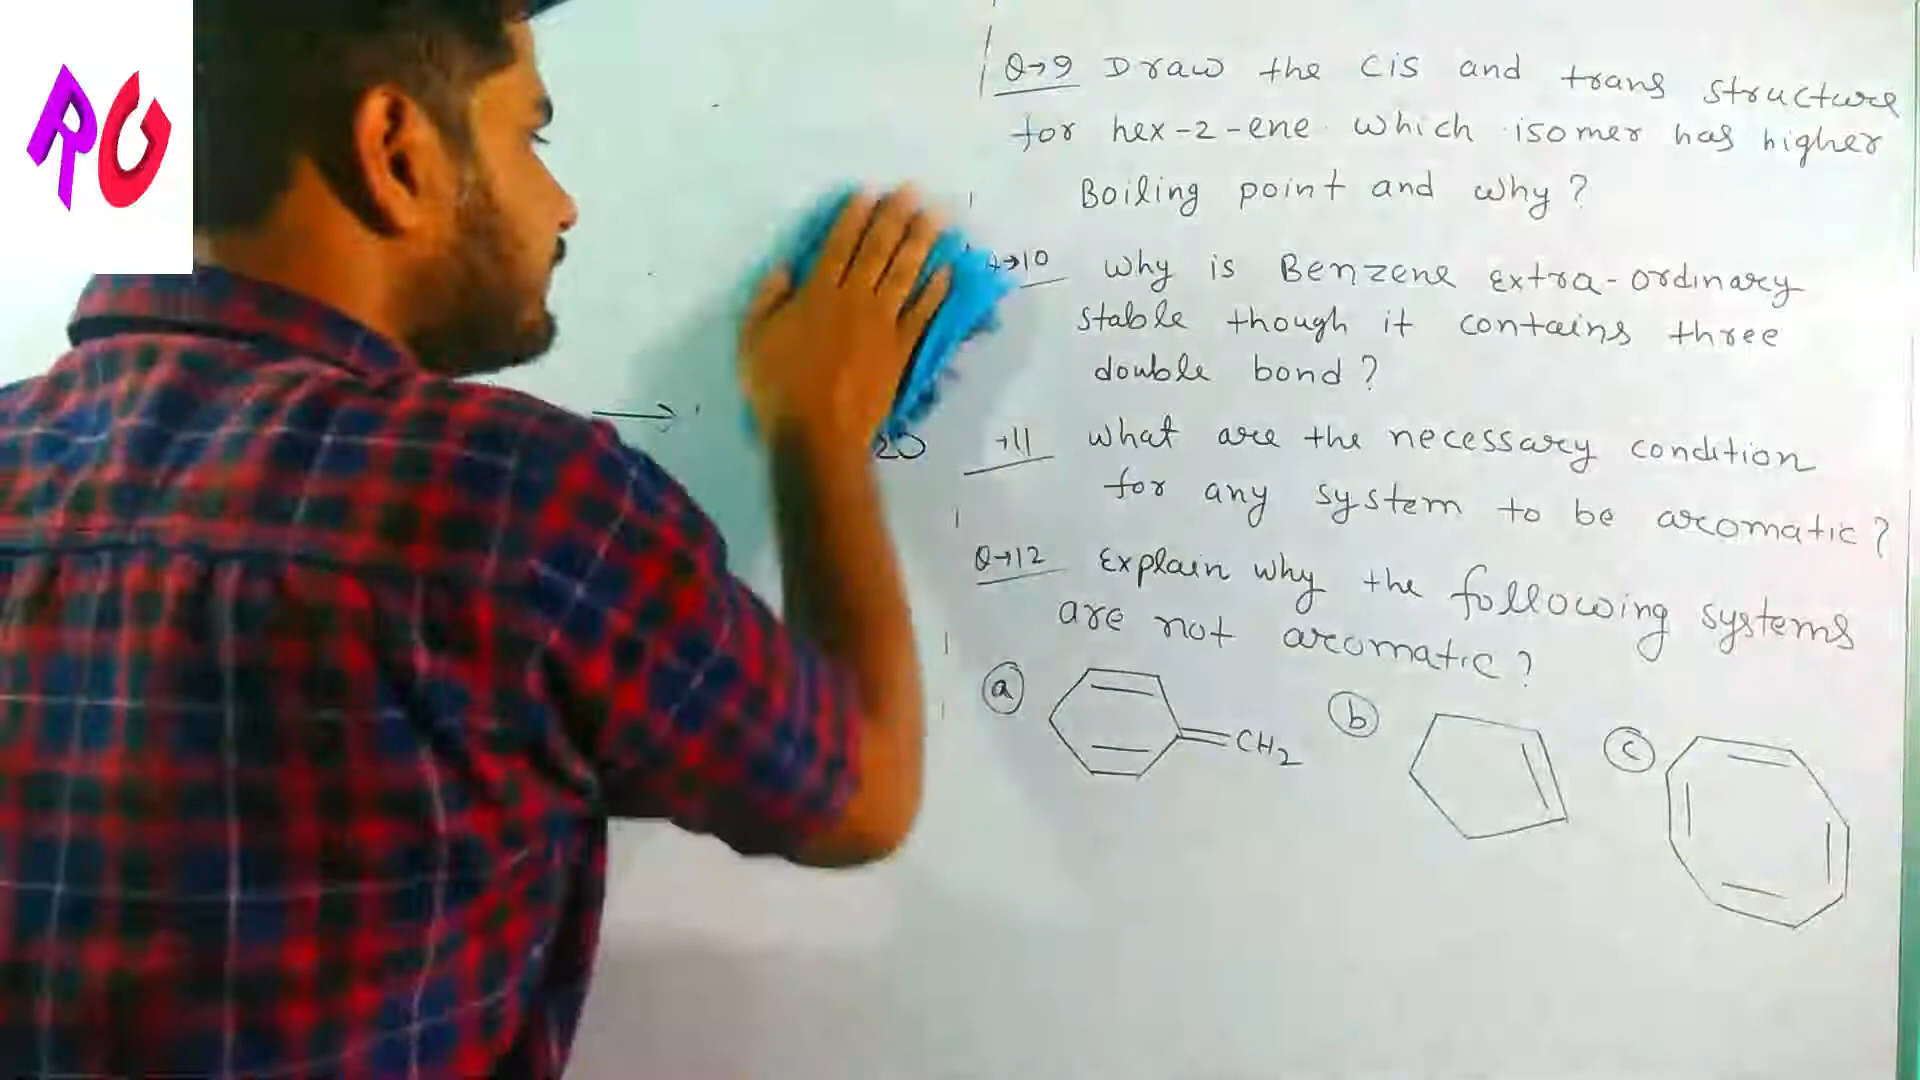 RG
Q→9 Draw the cis and trans structure
for hex-2-ene which isomer has higher
Boiling point and why?
→10 Why is Benzene extra-ordinary
stable though it contains three
double bond?
→11 What are the necessary condition
for any system to be aromatic?
Q→12 Explain why the following systems
are not aromatic?
a
=CH2
b
c